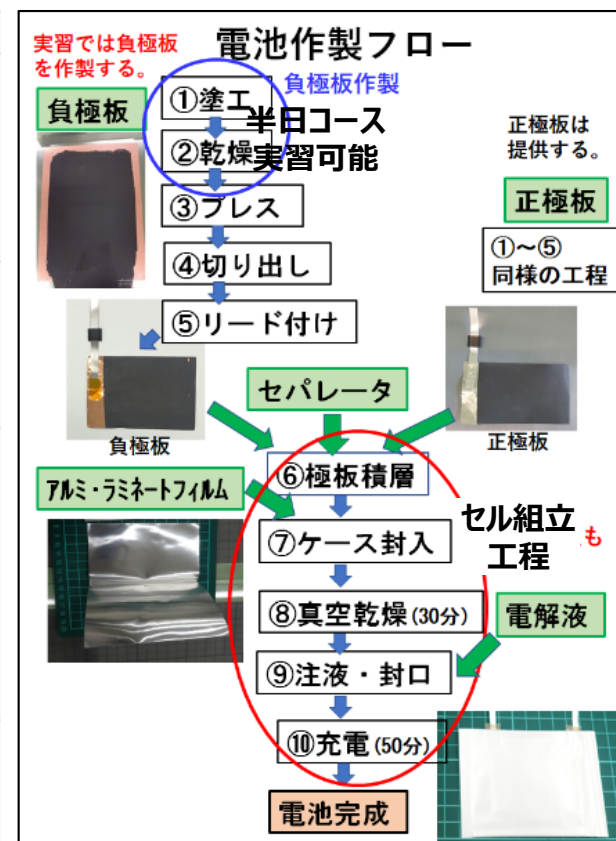 電池作製フロー
実習では負極板
を作製する。
負極板作製
負極板
①塗工
半日コース
実習可能
②乾燥
正極板は
提供する。
③プレス
正極板
④切り出し
①~⑤
同様の工程
⑤リード付け
セパレータ
負極板
正極板
⑥極板積層
アルミ・ラミネートフィルム
セル組立
工程
も
⑦ケース封入
⑧真空乾燥(30分)
電解液
⑨注液・封口
⑩充電(50分)
電池完成